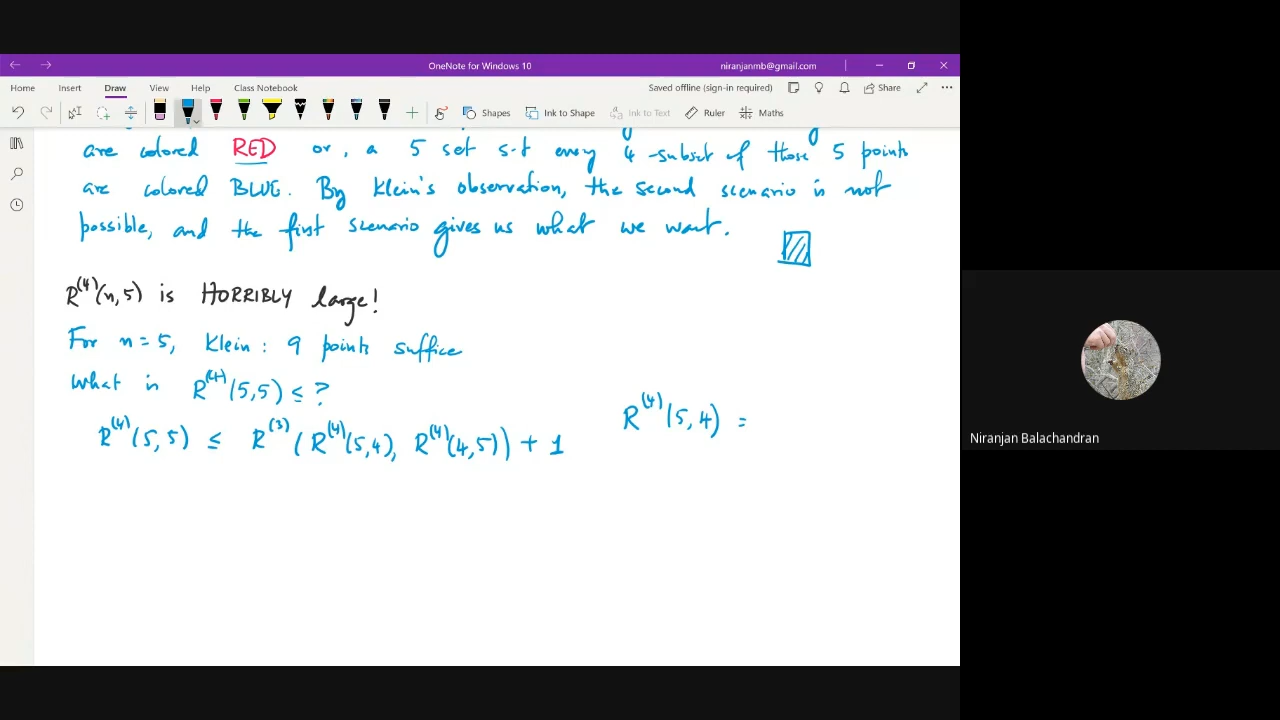 OneNote for Windows 10
niranjanmb@gmail.com
Home Insert Draw View Help Class Notebook
Saved offline (sign-in required)
Share
Shapes
Ink to Shape
Ink to Text
Ruler
Maths
are colored RED or, a 5 set s.t every 4-subset of those 5 points
are colored BLUE. By Klein's observation, the second scenario is not
possible, and the first scenario gives us what we want.
R^(4)(n,5) is HORRIBLY large!
For n = 5, Klein: 9 points suffice
What is R^(4)(5,5) ≤ ?
R^(4)(5,5) ≤ R^(3)(R^(4)(5,4), R^(4)(4,5)) + 1
R^(4)(5,4) =
Niranjan Balachandran